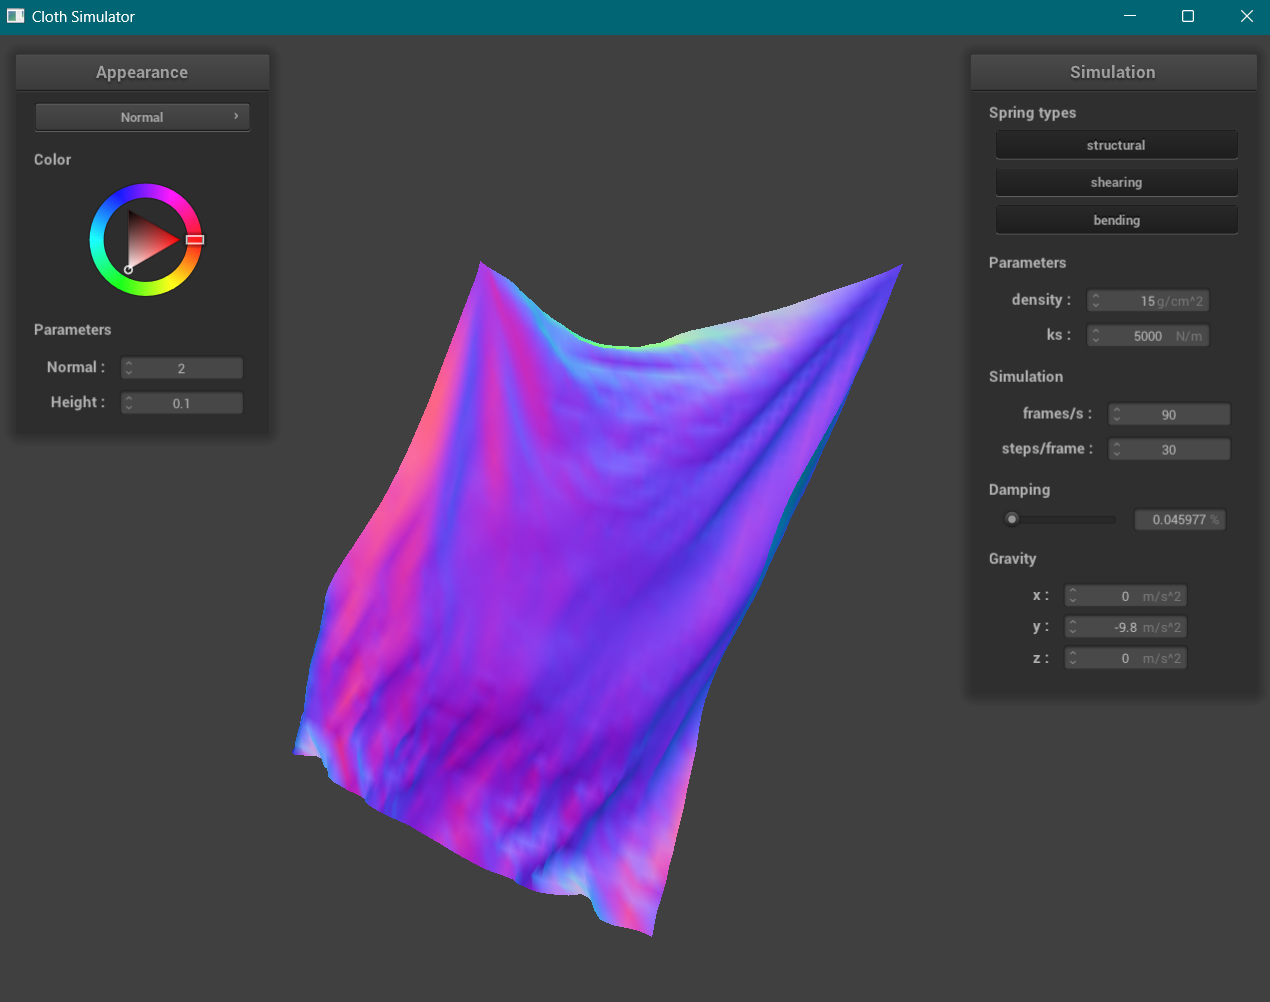 Cloth Simulator
Appearance
Normal
Color
Parameters
Normal : 2
Height : 0.1
Simulation
Spring types
structural
shearing
bending
Parameters
density : 15 g/cm^2
ks : 5000 N/m
Simulation
frames/s : 90
steps/frame : 30
Damping
0.045977 %
Gravity
x : 0 m/s^2
y : -9.8 m/s^2
z : 0 m/s^2